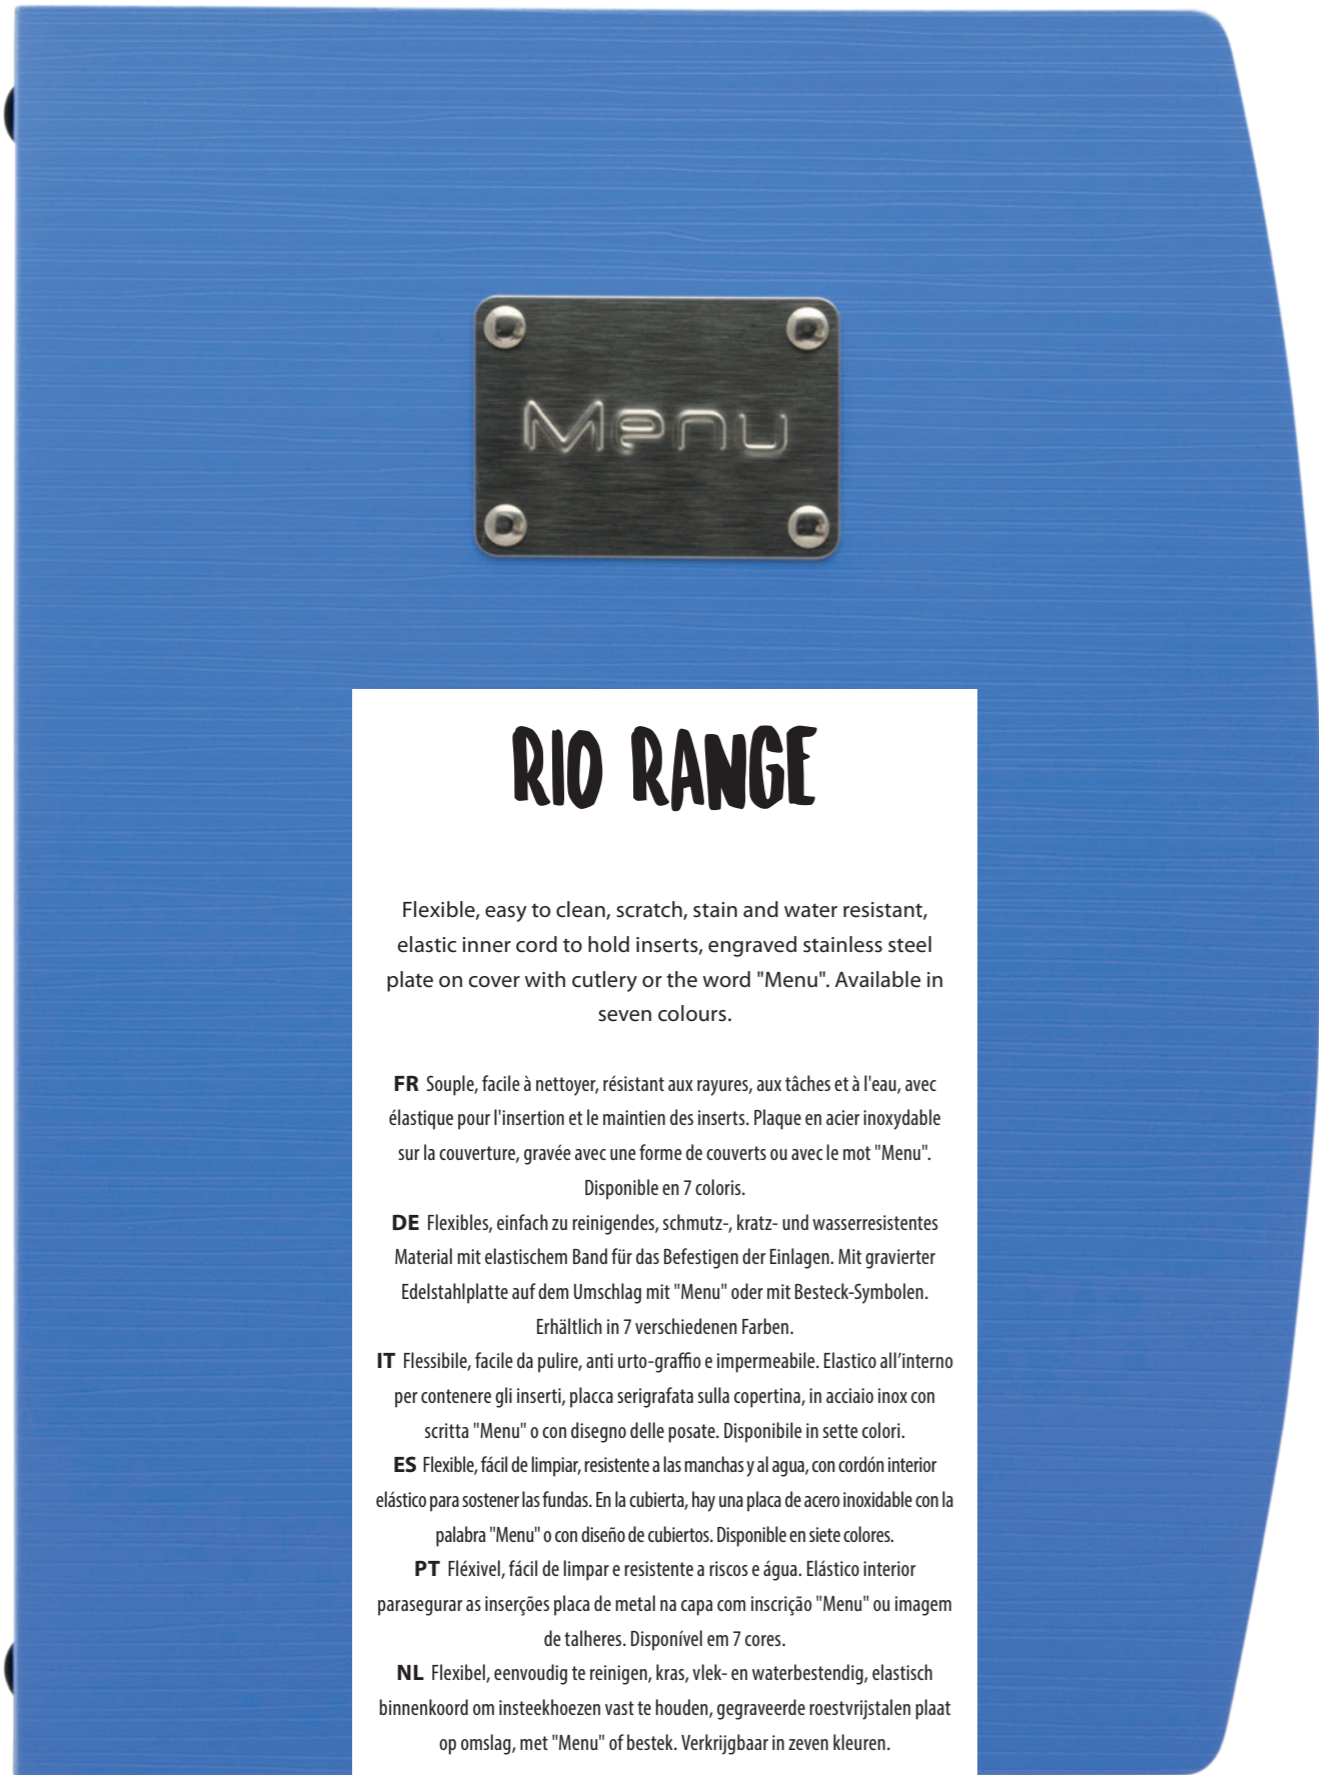 Menu
RIO RANGE
Flexible, easy to clean, scratch, stain and water resistant,
elastic inner cord to hold inserts, engraved stainless steel
plate on cover with cutlery or the word "Menu". Available in
seven colours.
FR Souple, facile à nettoyer, résistant aux rayures, aux tâches et à l'eau, avec
élastique pour l'insertion et le maintien des inserts. Plaque en acier inoxydable
sur la couverture, gravée avec une forme de couverts ou avec le mot "Menu".
Disponible en 7 coloris.
DE Flexibles, einfach zu reinigendes, schmutz-, kratz- und wasserresistentes
Material mit elastischem Band für das Befestigen der Einlagen. Mit gravierter
Edelstahlplatte auf dem Umschlag mit "Menu" oder mit Besteck-Symbolen.
Erhältlich in 7 verschiedenen Farben.
IT Flessibile, facile da pulire, anti urto-graffio e impermeabile. Elastico all’interno
per contenere gli inserti, placca serigrafata sulla copertina, in acciaio inox con
scritta "Menu" o con disegno delle posate. Disponibile in sette colori.
ES Flexible, fácil de limpiar, resistente a las manchas y al agua, con cordón interior
elástico para sostener las fundas. En la cubierta, hay una placa de acero inoxidable con la
palabra "Menu" o con diseño de cubiertos. Disponible en siete colores.
PT Fléxivel, fácil de limpar e resistente a riscos e água. Elástico interior
parasegurar as inserções placa de metal na capa com inscrição "Menu" ou imagem
de talheres. Disponível em 7 cores.
NL Flexibel, eenvoudig te reinigen, kras, vlek- en waterbestendig, elastisch
binnenkoord om insteekhoezen vast te houden, gegraveerde roestvrijstalen plaat
op omslag, met "Menu" of bestek. Verkrijgbaar in zeven kleuren.